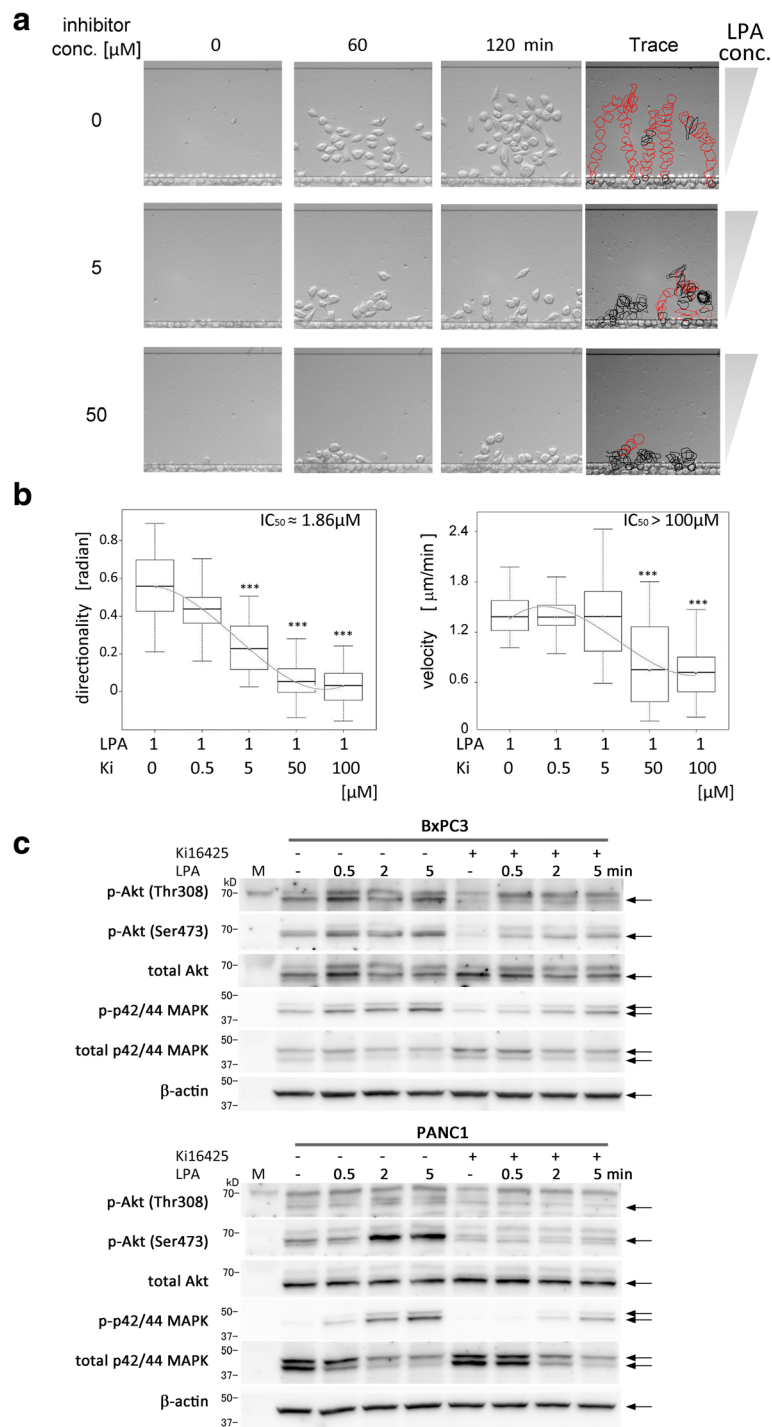 a
inhibitor
conc. [µM]
0 60 120 min Trace
LPA
conc.
0
5
50
b
directionality [radian]
0.8
0.6
0.4
0.2
0
IC50 ≈ 1.86µM
***
***
***
LPA 1 1 1 1 1
Ki 0 0.5 5 50 100
[µM]
velocity [ µm/min ]
2.4
1.8
1.2
0.6
0
IC50 > 100µM
***
***
LPA 1 1 1 1 1
Ki 0 0.5 5 50 100
[µM]
c
BxPC3
Ki16425 - - - - + + + +
LPA M - 0.5 2 5 - 0.5 2 5 min
kD
p-Akt (Thr308) 70
p-Akt (Ser473) 70
total Akt 70
p-p42/44 MAPK 50 37
total p42/44 MAPK 50 37
β-actin 50 37
PANC1
Ki16425 - - - - + + + +
LPA M - 0.5 2 5 - 0.5 2 5 min
kD
p-Akt (Thr308) 70
p-Akt (Ser473) 70
total Akt 70
p-p42/44 MAPK 50 37
total p42/44 MAPK 50 37
β-actin 50 37